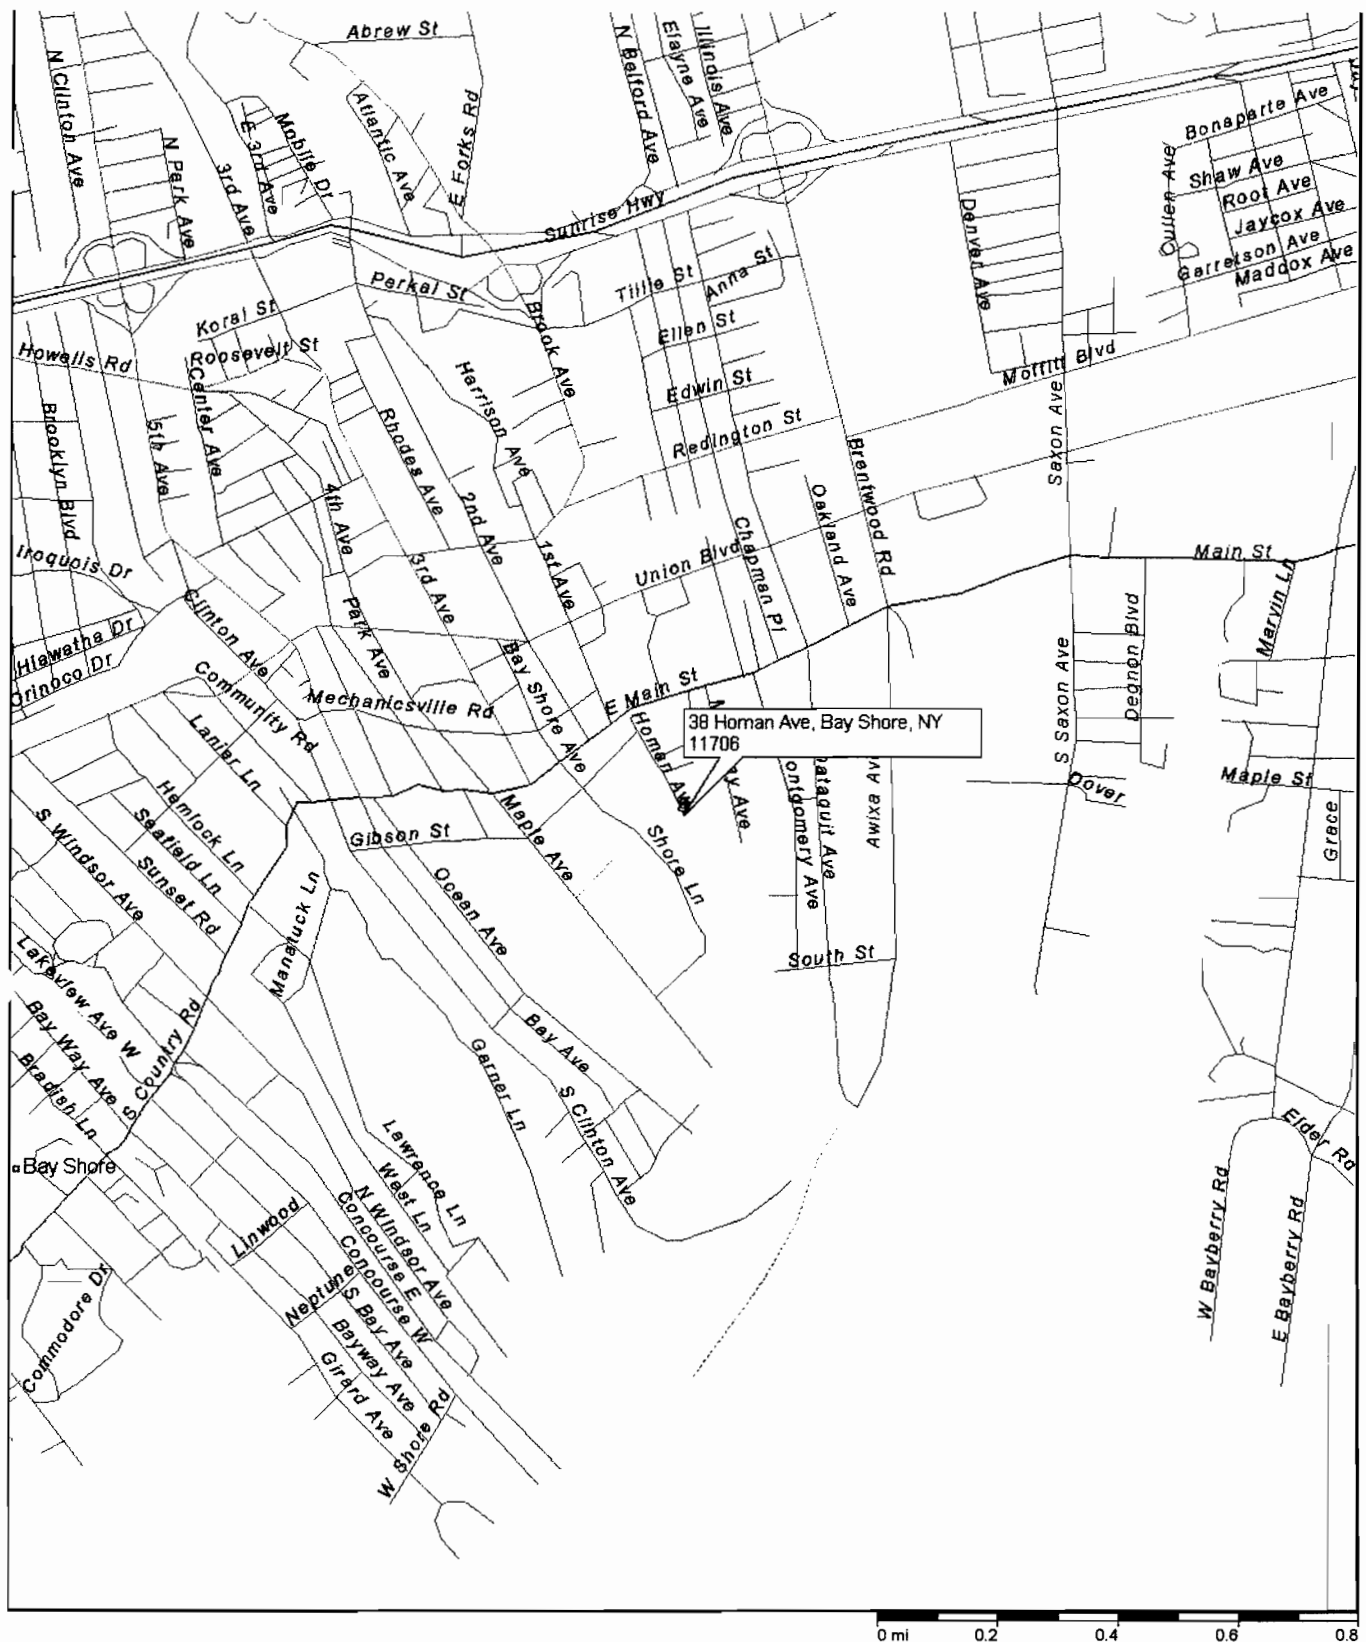 Abrew St
N Clinton Ave
N Park Ave
3rd Ave
E 3rd Ave
Mobile Dr
Atlantic Ave
E Forks Rd
N Belford Ave
Elayne Ave
Illinois Ave
Sunrise Hwy
Bonaparte Ave
Cullen Ave
Shaw Ave
Root Ave
Jaycox Ave
Garretson Ave
Maddox Ave
Denver Ave
Perkal St
Tillie St
Anna St
Koral St
Brook Ave
Ellen St
Howells Rd
Roosevelt St
Center Ave
Harrison Ave
Edwin St
Moffitt Blvd
Saxon Ave
Brooklyn Blvd
5th Ave
Rhodes Ave
Redington St
Brentwood Rd
4th Ave
2nd Ave
Oakland Ave
Iroquois Dr
3rd Ave
1st Ave
Union Blvd
Chapman Pl
Main St
Marvin Ln
Hiawatha Dr
Orinoco Dr
Clinton Ave
Park Ave
Bay Shore Ave
Degnon Blvd
S Saxon Ave
Community Rd
Mechanicsville Rd
E Main St
38 Homan Ave, Bay Shore, NY
11706
Homan Ave
Lanier Ln
ontgomery Ave
ataquit Ave
Awixa Av
ny Ave
Dover
Maple St
Grace
Hemlock Ln
Seafield Ln
Sunset Rd
S Windsor Ave
Gibson St
Maple Ave
Shore Ln
Manatuck Ln
Ocean Ave
South St
Lakeview Ave W
Bay Way Ave
Bradish Ln
S Country Rd
Bay Ave
Garner Ln
S Clinton Ave
Bay Shore
Lawrence Ln
West Ln
N Windsor Ave
Concourse E
Concourse W
Linwood
Neptune
S Bay Ave
Bayway Ave
Girard Ave
W Shore Rd
Commodore Dr
Elder Rd
W Bayberry Rd
E Bayberry Rd
0 mi 0.2 0.4 0.6 0.8